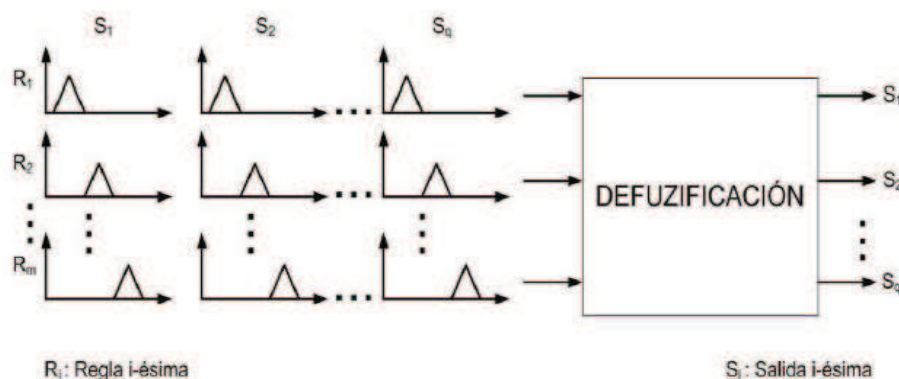 S1 S2 Sq
R1
S1
R2
DEFUZIFICACIÓN
S2
Rm
Sq
Ri: Regla i-ésima
Si: Salida i-ésima